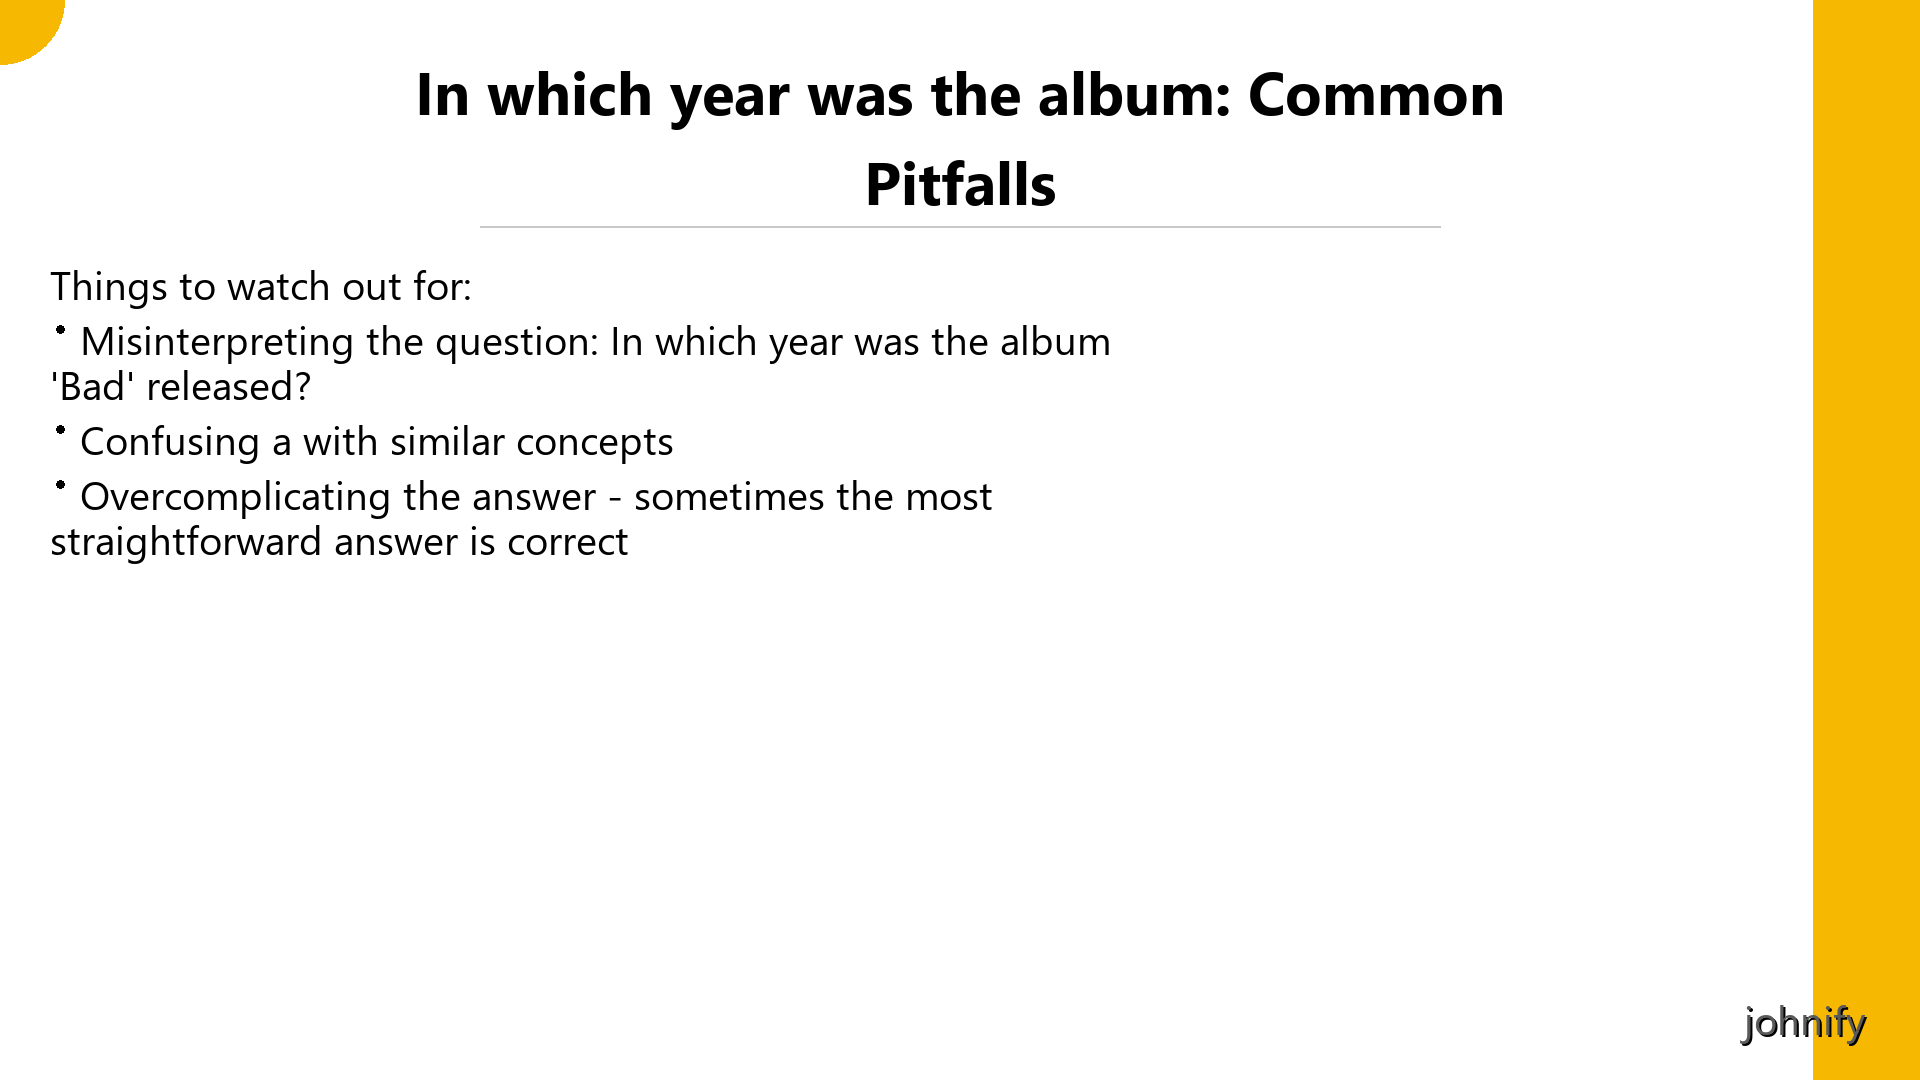 In which year was the album: Common
Pitfalls
Things to watch out for:
• Misinterpreting the question: In which year was the album
'Bad' released?
• Confusing a with similar concepts
• Overcomplicating the answer - sometimes the most
straightforward answer is correct
johnify